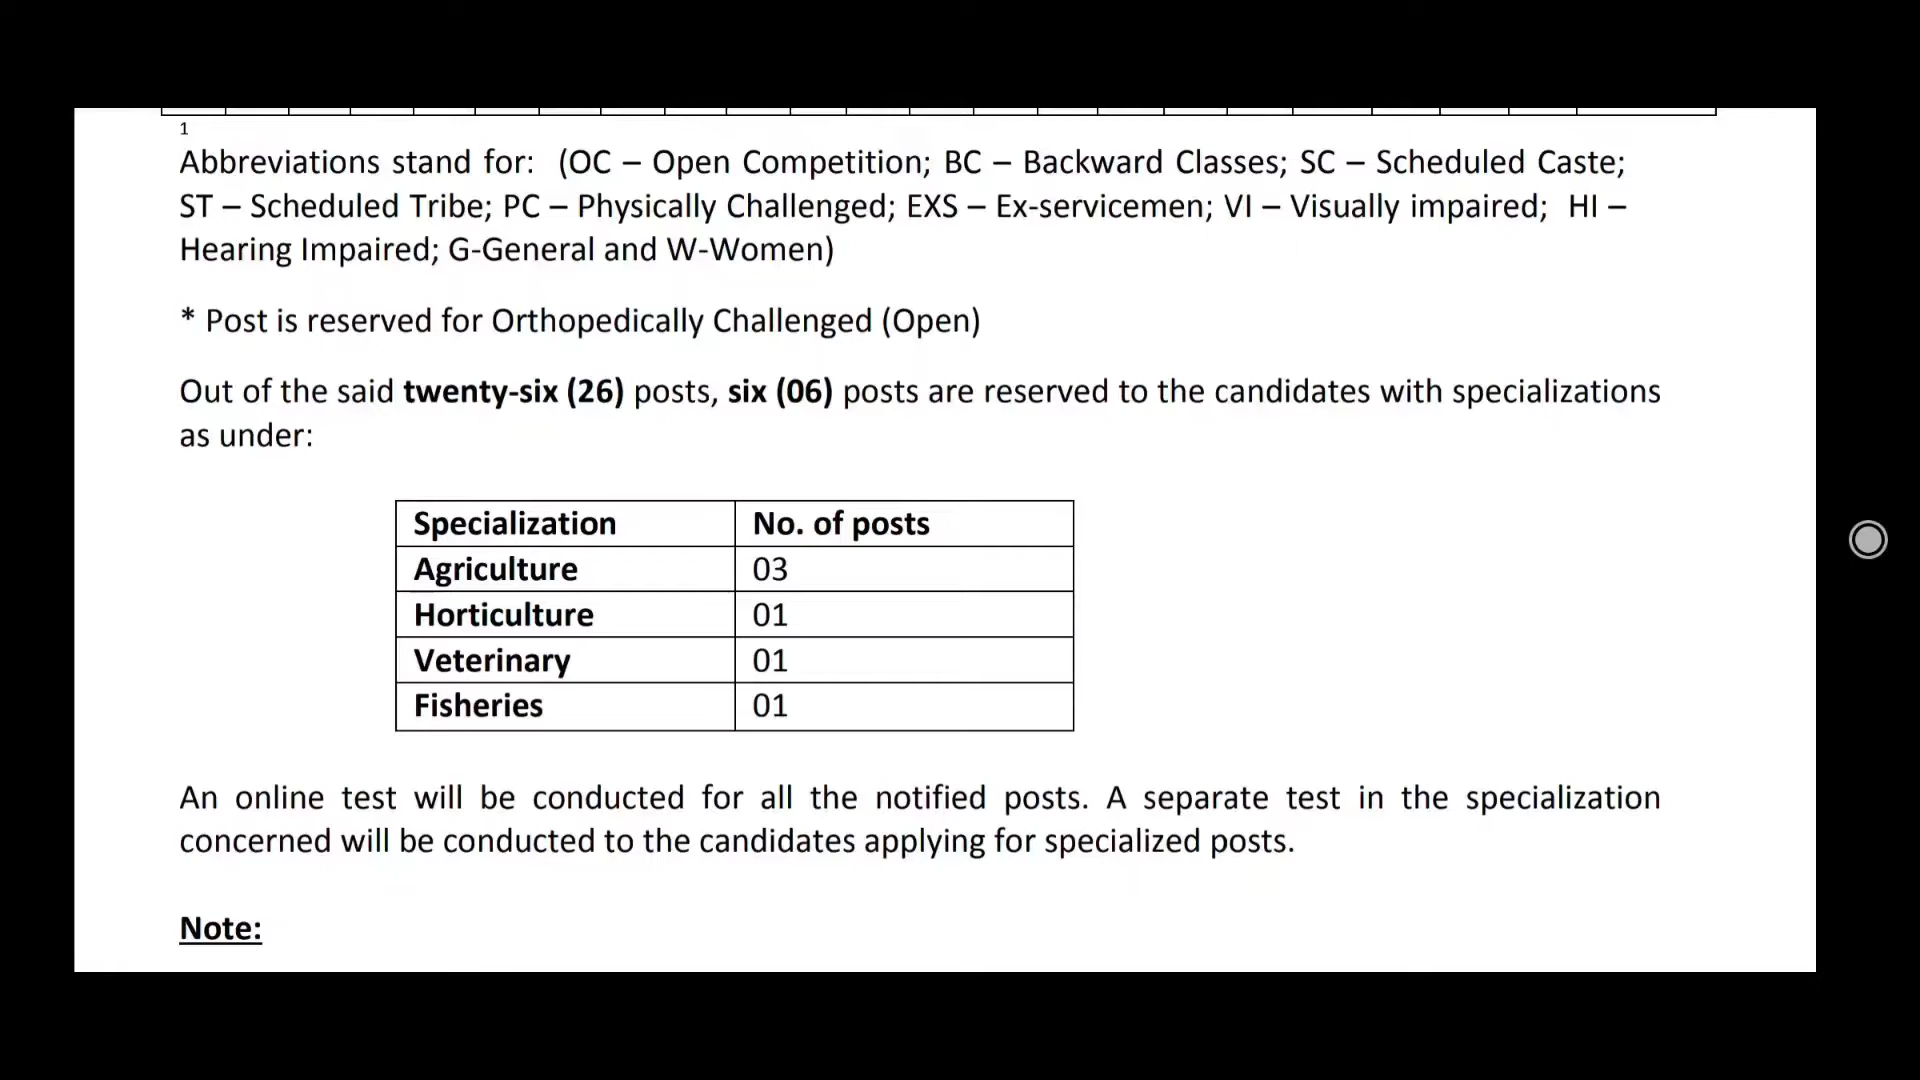 1
Abbreviations stand for: (OC – Open Competition; BC – Backward Classes; SC – Scheduled Caste;
ST – Scheduled Tribe; PC – Physically Challenged; EXS – Ex-servicemen; VI – Visually impaired; HI –
Hearing Impaired; G-General and W-Women)
* Post is reserved for Orthopedically Challenged (Open)
Out of the said twenty-six (26) posts, six (06) posts are reserved to the candidates with specializations
as under:
Specialization No. of posts
Agriculture 03
Horticulture 01
Veterinary 01
Fisheries 01
An online test will be conducted for all the notified posts. A separate test in the specialization
concerned will be conducted to the candidates applying for specialized posts.
Note: